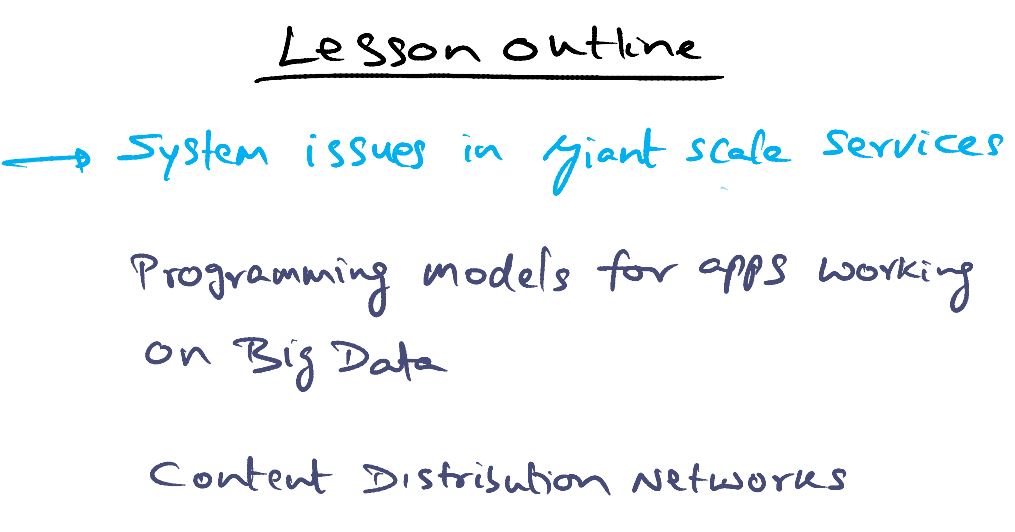 Lesson outline
→ System issues in giant scale services
Programming models for apps working
on Big Data
Content Distribution Networks